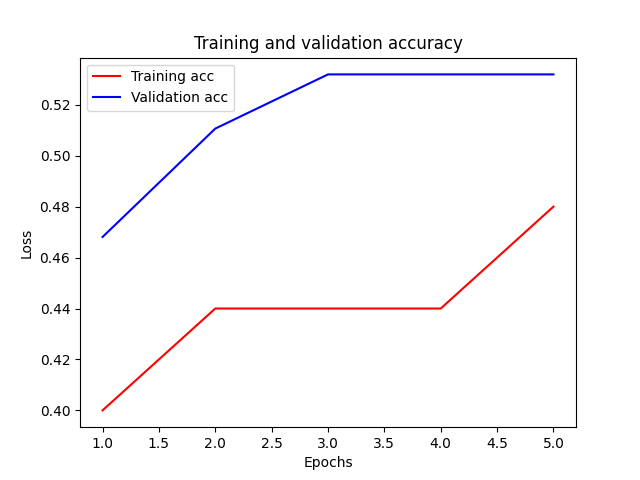 Training and validation accuracy
Training acc
Validation acc
0.52
0.50
0.48
0.46
0.44
0.42
0.40
Loss
1.0 1.5 2.0 2.5 3.0 3.5 4.0 4.5 5.0
Epochs